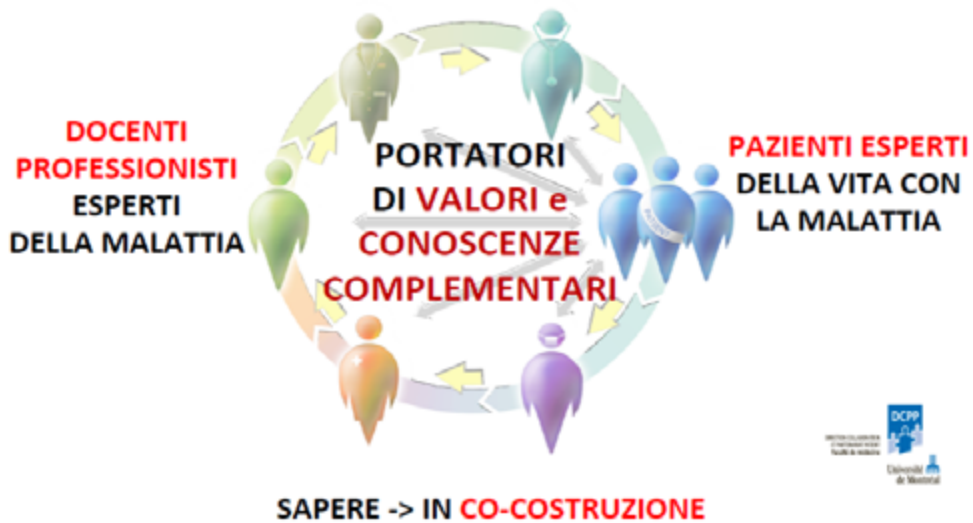 DOCENTI
PROFESSIONISTI
ESPERTI
DELLA MALATTIA
PORTATORI
DI VALORI e
CONOSCENZE
COMPLEMENTARI
PAZIENTI ESPERTI
DELLA VITA CON
LA MALATTIA
DCPP
Université
de Montréal
SAPERE -> IN CO-COSTRUZIONE